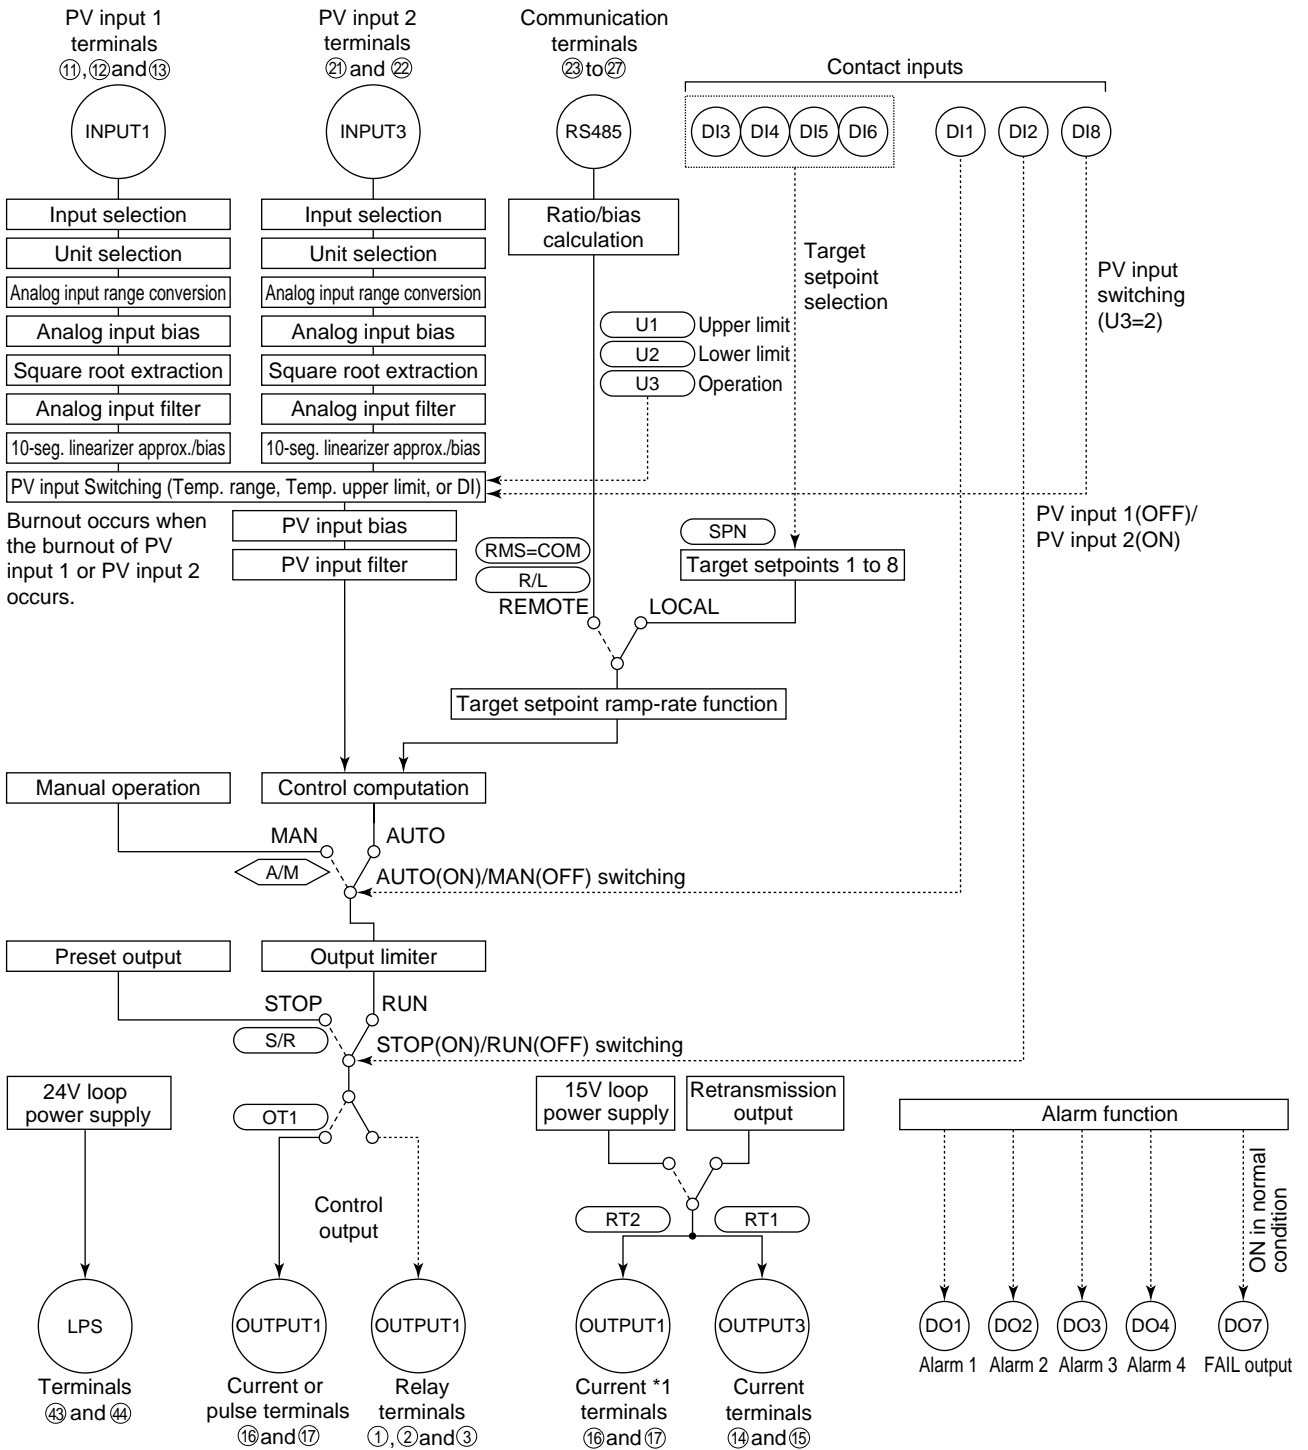 PV input 1
terminals
⑪,⑫and⑬
PV input 2
terminals
㉑ and ㉒
Communication
terminals
㉓to㉗
Contact inputs
INPUT1
INPUT3
RS485
DI3
DI4
DI5
DI6
DI1
DI2
DI8
Input selection
Unit selection
Analog input range conversion
Analog input bias
Square root extraction
Analog input filter
10-seg. linearizer approx./bias
Input selection
Unit selection
Analog input range conversion
Analog input bias
Square root extraction
Analog input filter
10-seg. linearizer approx./bias
Ratio/bias
calculation
Target
setpoint
selection
PV input
switching
(U3=2)
U1 Upper limit
U2 Lower limit
U3 Operation
PV input Switching (Temp. range, Temp. upper limit, or DI)
Burnout occurs when
the burnout of PV
input 1 or PV input 2
occurs.
PV input bias
PV input filter
PV input 1(OFF)/
PV input 2(ON)
RMS=COM
R/L
SPN
Target setpoints 1 to 8
REMOTE
LOCAL
Target setpoint ramp-rate function
Manual operation
Control computation
MAN
AUTO
A/M
AUTO(ON)/MAN(OFF) switching
Preset output
Output limiter
STOP
RUN
S/R
STOP(ON)/RUN(OFF) switching
24V loop
power supply
OT1
15V loop
power supply
Retransmission
output
Alarm function
Control
output
RT2
RT1
ON in normal
condition
LPS
OUTPUT1
OUTPUT1
OUTPUT1
OUTPUT3
DO1
DO2
DO3
DO4
DO7
Alarm 1
Alarm 2
Alarm 3
Alarm 4
FAIL output
Terminals
㊸ and ㊹
Current or
pulse terminals
⑯and⑰
Relay
terminals
①,②and③
Current *1
terminals
⑯and⑰
Current
terminals
⑭and⑮